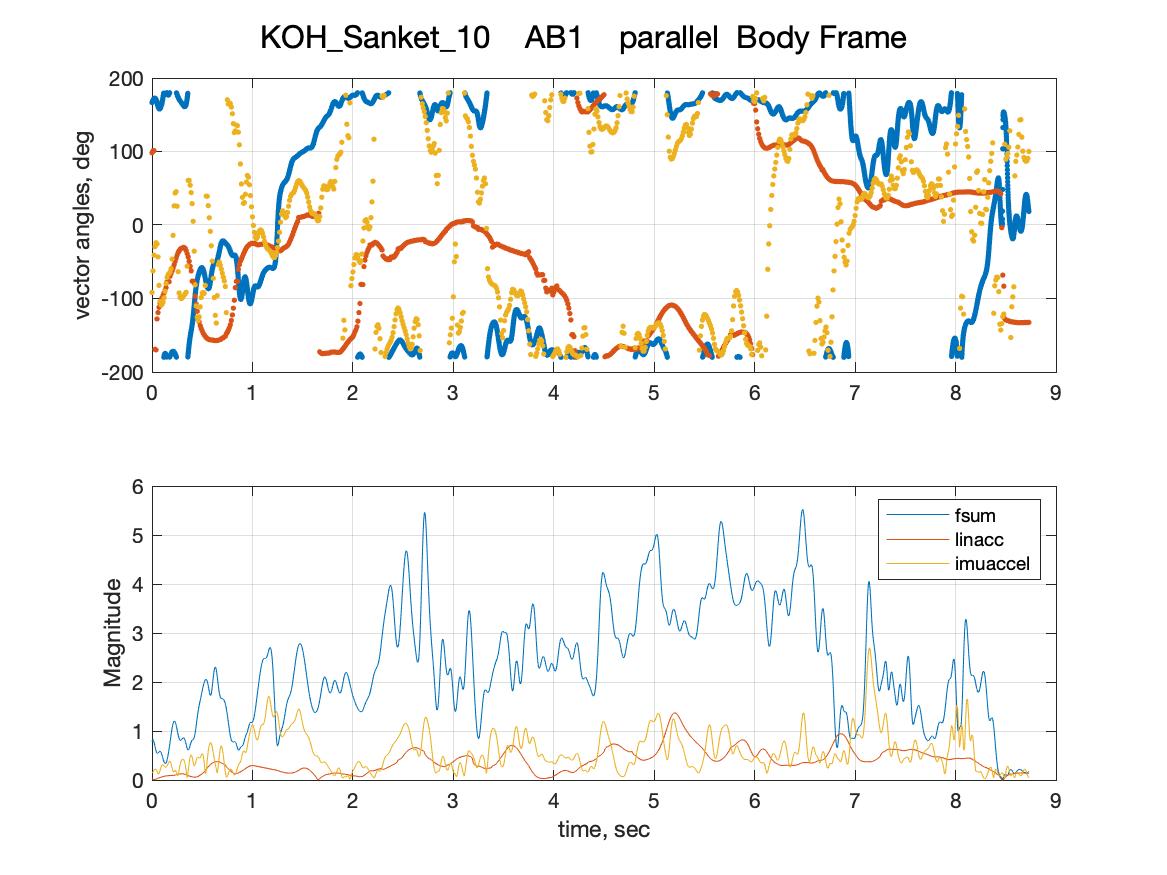 KOH_Sanket_10 AB1 parallel Body Frame
200
100
0
-100
-200
vector angles, deg
0 1 2 3 4 5 6 7 8 9
6
5
4
3
2
1
0
Magnitude
fsum
linacc
imuaccel
0 1 2 3 4 5 6 7 8 9
time, sec